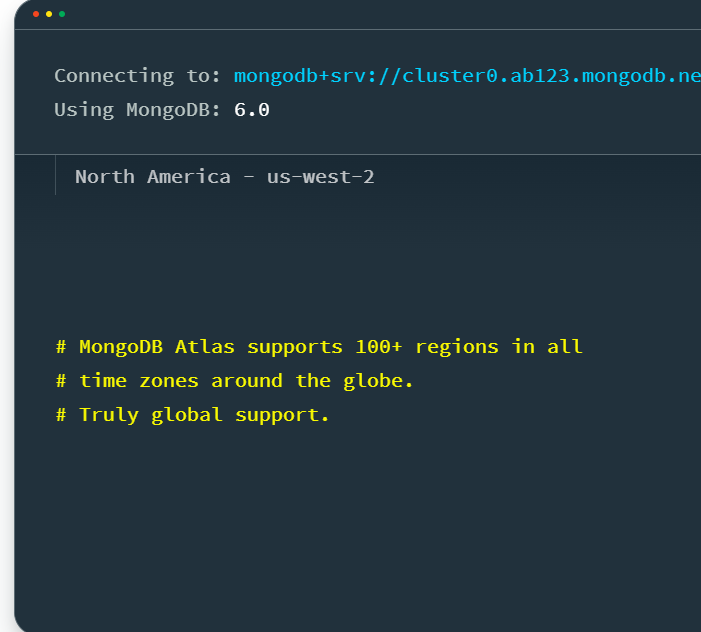 Connecting to: mongodb+srv://cluster0.ab123.mongodb.ne
Using MongoDB: 6.0
North America - us-west-2
# MongoDB Atlas supports 100+ regions in all
# time zones around the globe.
# Truly global support.